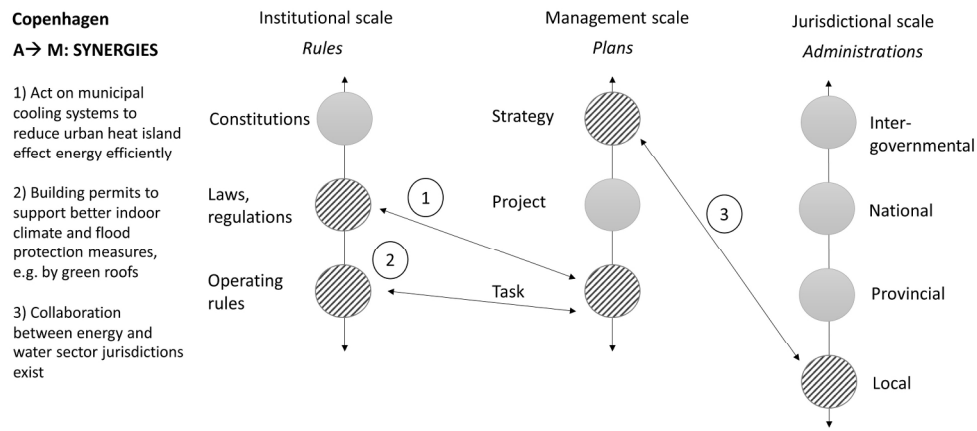 Copenhagen
A→ M: SYNERGIES
1) Act on municipal
cooling systems to
reduce urban heat island
effect energy efficiently
2) Building permits to
support better indoor
climate and flood
protection measures,
e.g. by green roofs
3) Collaboration
between energy and
water sector jurisdictions
exist
Institutional scale
Rules
Constitutions
Laws,
regulations
Operating
rules
1
2
Management scale
Plans
Strategy
Project
Task
3
Jurisdictional scale
Administrations
Inter-
governmental
National
Provincial
Local